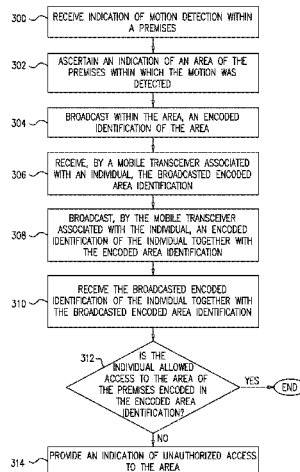 300
RECEIVE INDICATION OF MOTION DETECTION WITHIN
A PREMISES
302
ASCERTAIN AN INDICATION OF AN AREA OF THE
PREMISES WITHIN WHICH THE MOTION WAS
DETECTED
304
BROADCAST WITHIN THE AREA, AN ENCODED
IDENTIFICATION OF THE AREA
306
RECEIVE, BY A MOBILE TRANSCEIVER ASSOCIATED
WITH AN INDIVIDUAL, THE BROADCASTED ENCODED
AREA IDENTIFICATION
308
BROADCAST, BY THE MOBILE TRANSCEIVER
ASSOCIATED WITH THE INDIVIDUAL, AN ENCODED
IDENTIFICATION OF THE INDIVIDUAL TOGETHER WITH
THE ENCODED AREA IDENTIFICATION
310
RECEIVE THE BROADCASTED ENCODED
IDENTIFICATION OF THE INDIVIDUAL TOGETHER WITH
THE BROADCASTED ENCODED AREA IDENTIFICATION
312
IS THE
INDIVIDUAL ALLOWED
ACCESS TO THE AREA OF
THE PREMISES ENCODED IN
THE ENCODED AREA
IDENTIFICATION?
YES
END
NO
314
PROVIDE AN INDICATION OF UNAUTHORIZED ACCESS
TO THE AREA